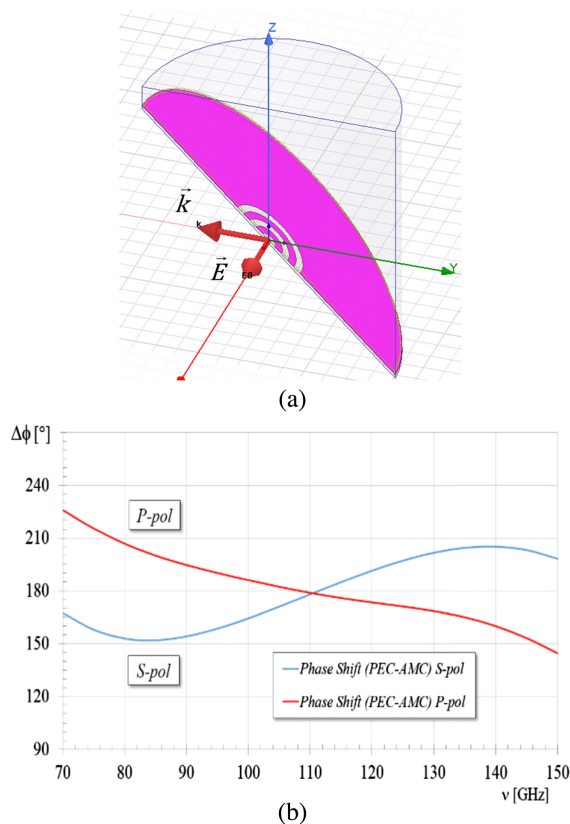 Z
k
k
E
E0
Y
(a)
Δϕ [°]
240
P-pol
210
180
150
S-pol
Phase Shift (PEC-AMC) S-pol
120
Phase Shift (PEC-AMC) P-pol
90
70 80 90 100 110 120 130 140 150
ν [GHz]
(b)